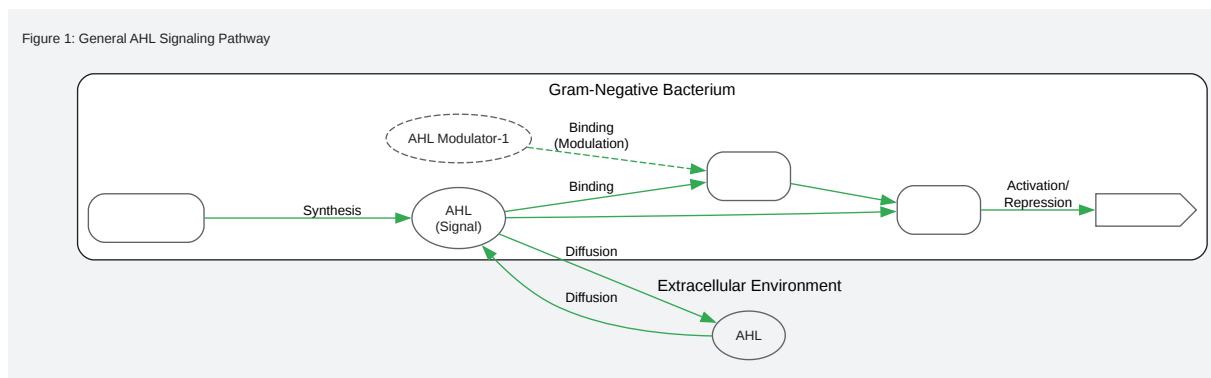 Figure 1: General AHL Signaling Pathway
Gram-Negative Bacterium
AHL Modulator-1
Binding
(Modulation)
Binding
Synthesis
AHL
(Signal)
Activation/
Repression
Diffusion
Extracellular Environment
Diffusion
AHL